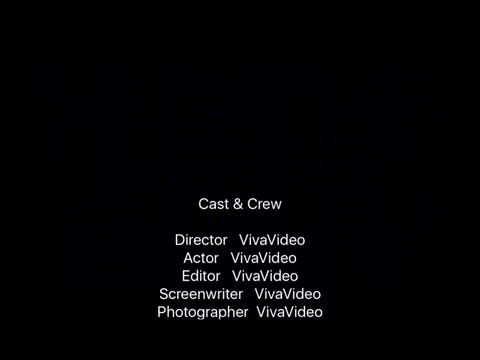 Cast & Crew
Director VivaVideo
Actor VivaVideo
Editor VivaVideo
Screenwriter VivaVideo
Photographer VivaVideo